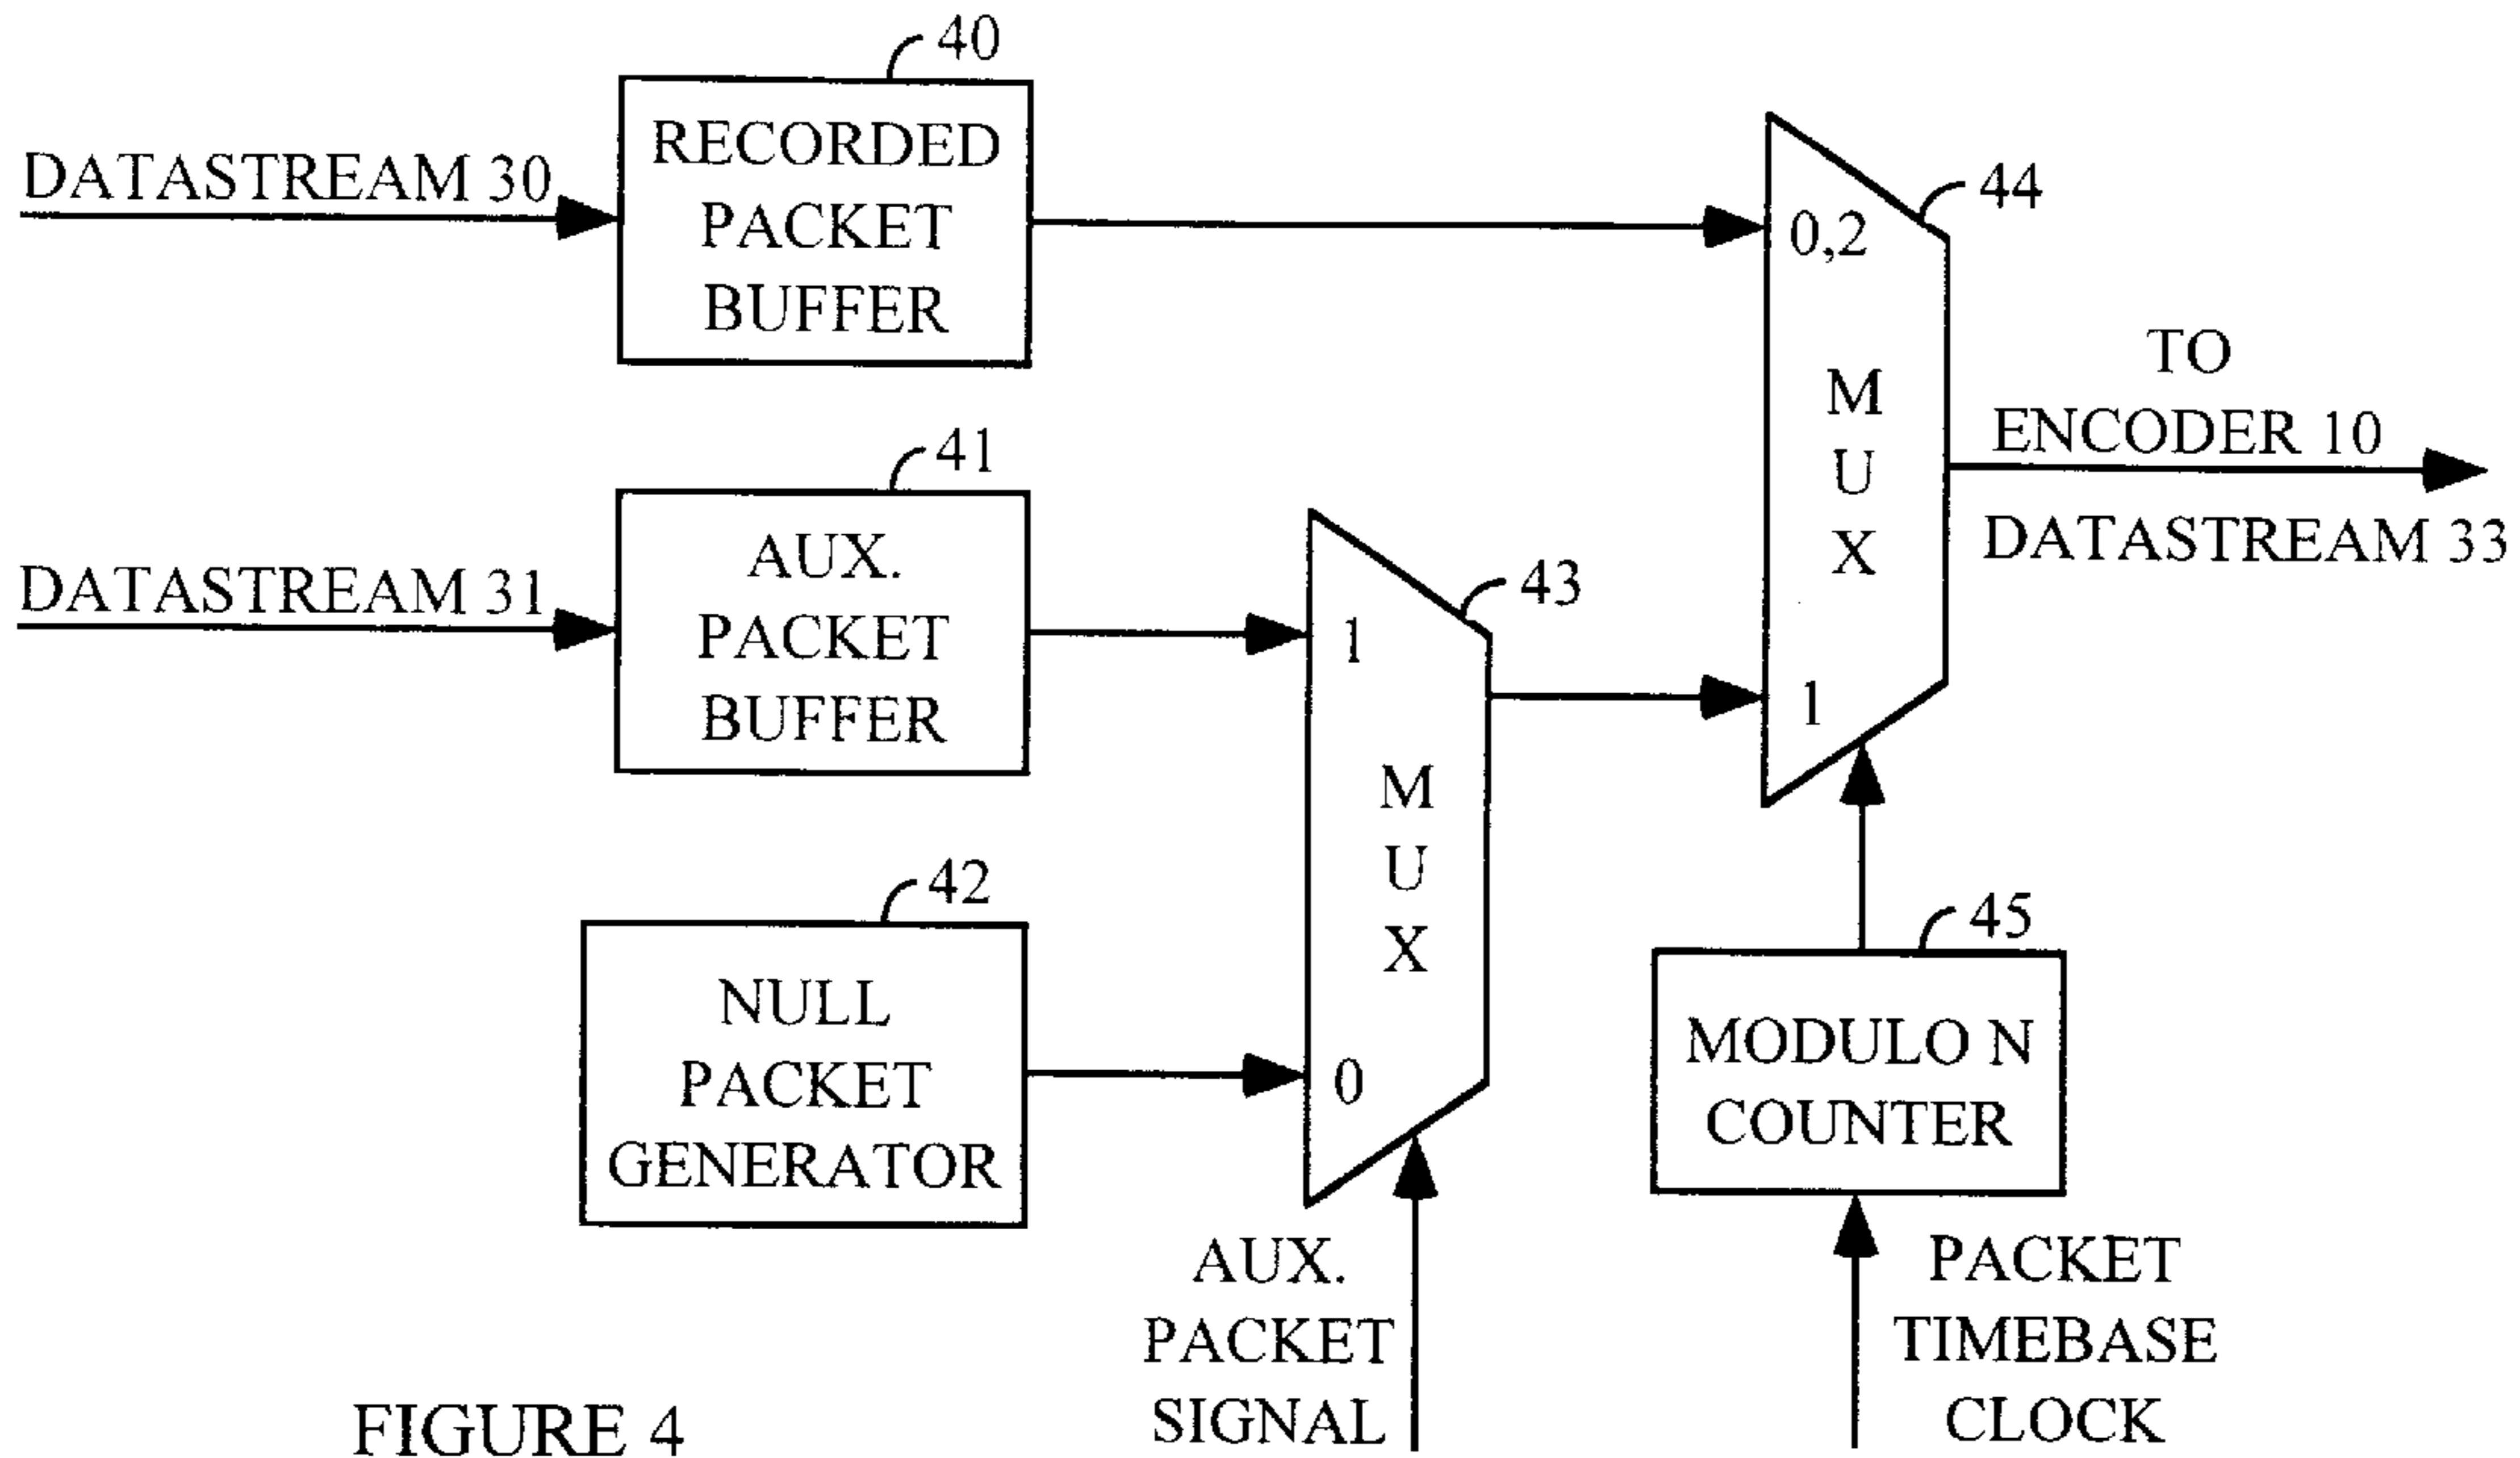 40
RECORDED
PACKET
BUFFER
DATASTREAM 30
44
0,2
M
U
X
1
TO
ENCODER 10
DATASTREAM 33
41
AUX.
PACKET
BUFFER
DATASTREAM 31
43
1
M
U
X
0
42
NULL
PACKET
GENERATOR
45
MODULO N
COUNTER
AUX.
PACKET
SIGNAL
PACKET
TIMEBASE
CLOCK
FIGURE 4